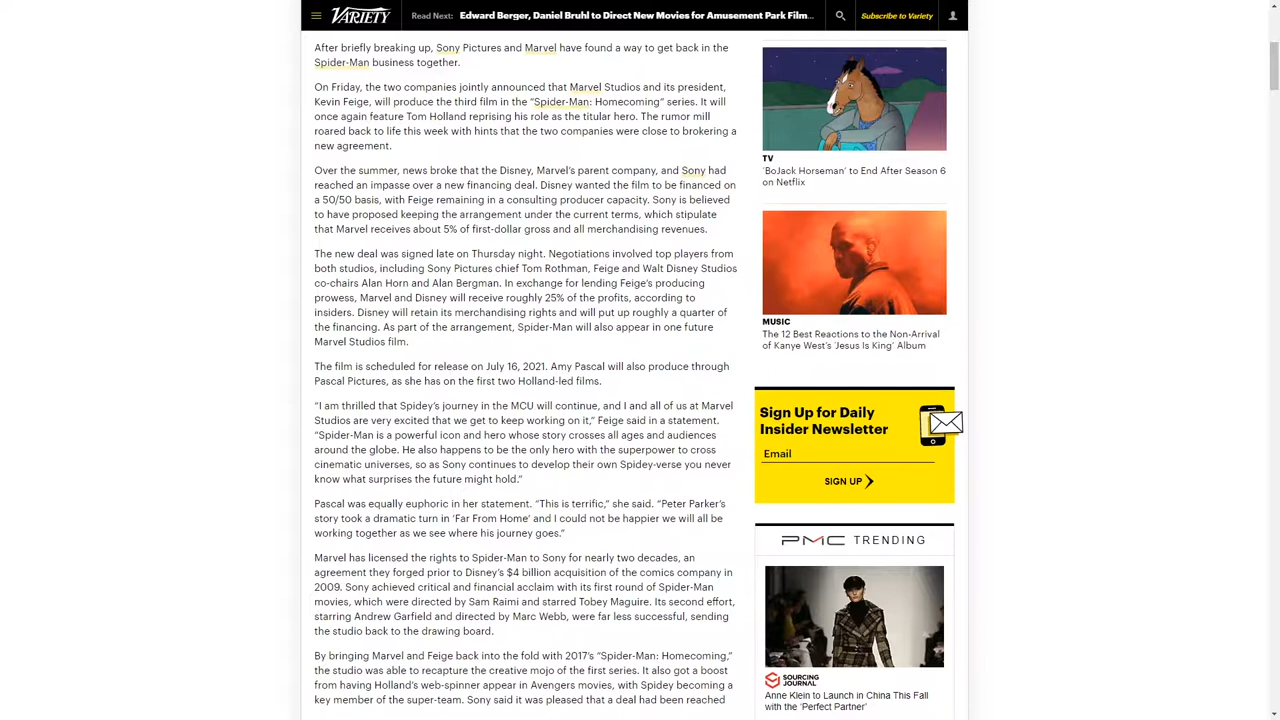 VARIETY
Read Next: Edward Berger, Daniel Bruhl to Direct New Movies for Amusement Park Film...
Subscribe to Variety
After briefly breaking up, Sony Pictures and Marvel have found a way to get back in the
Spider-Man business together.
On Friday, the two companies jointly announced that Marvel Studios and its president,
Kevin Feige, will produce the third film in the “Spider-Man: Homecoming” series. It will
once again feature Tom Holland reprising his role as the titular hero. The rumor mill
roared back to life this week with hints that the two companies were close to brokering a
new agreement.
Over the summer, news broke that the Disney, Marvel’s parent company, and Sony had
reached an impasse over a new financing deal. Disney wanted the film to be financed on
a 50/50 basis, with Feige remaining in a consulting producer capacity. Sony is believed
to have proposed keeping the arrangement under the current terms, which stipulate
that Marvel receives about 5% of first-dollar gross and all merchandising revenues.
The new deal was signed late on Thursday night. Negotiations involved top players from
both studios, including Sony Pictures chief Tom Rothman, Feige and Walt Disney Studios
co-chairs Alan Horn and Alan Bergman. In exchange for lending Feige’s producing
prowess, Marvel and Disney will receive roughly 25% of the profits, according to
insiders. Disney will retain its merchandising rights and will put up roughly a quarter of
the financing. As part of the arrangement, Spider-Man will also appear in one future
Marvel Studios film.
The film is scheduled for release on July 16, 2021. Amy Pascal will also produce through
Pascal Pictures, as she has on the first two Holland-led films.
“I am thrilled that Spidey’s journey in the MCU will continue, and I and all of us at Marvel
Studios are very excited that we get to keep working on it,” Feige said in a statement.
“Spider-Man is a powerful icon and hero whose story crosses all ages and audiences
around the globe. He also happens to be the only hero with the superpower to cross
cinematic universes, so as Sony continues to develop their own Spidey-verse you never
know what surprises the future might hold.”
Pascal was equally euphoric in her statement. “This is terrific,” she said. “Peter Parker’s
story took a dramatic turn in ‘Far From Home’ and I could not be happier we will all be
working together as we see where his journey goes.”
Marvel has licensed the rights to Spider-Man to Sony for nearly two decades, an
agreement they forged prior to Disney’s $4 billion acquisition of the comics company in
2009. Sony achieved critical and financial acclaim with its first round of Spider-Man
movies, which were directed by Sam Raimi and starred Tobey Maguire. Its second effort,
starring Andrew Garfield and directed by Marc Webb, were far less successful, sending
the studio back to the drawing board.
By bringing Marvel and Feige back into the fold with 2017’s “Spider-Man: Homecoming,”
the studio was able to recapture the creative mojo of the first series. It also got a boost
from having Holland’s web-spinner appear in Avengers movies, with Spidey becoming a
key member of the super-team. Sony said it was pleased that a deal had been reached
TV
‘BoJack Horseman’ to End After Season 6
on Netflix
MUSIC
The 12 Best Reactions to the Non-Arrival
of Kanye West’s ‘Jesus Is King’ Album
Sign Up for Daily
Insider Newsletter
Email
SIGN UP
PMC TRENDING
SOURCING
JOURNAL
Anne Klein to Launch in China This Fall
with the ‘Perfect Partner’